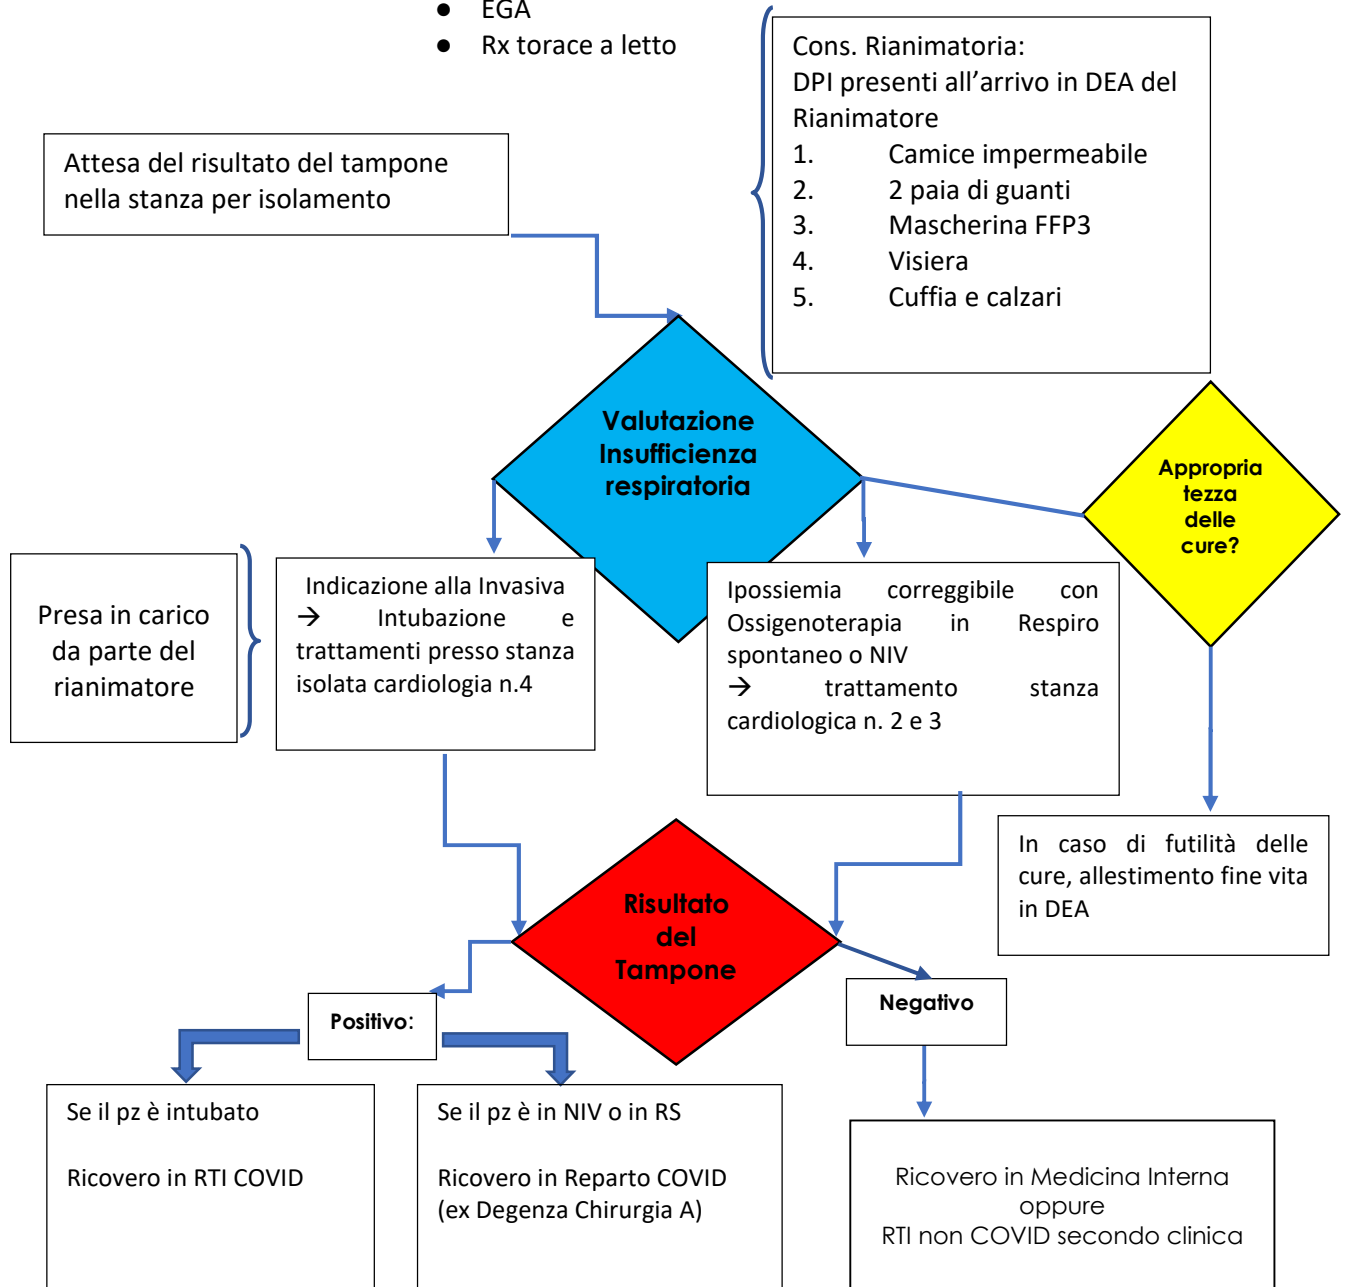 ● EGA
● Rx torace a letto
Cons. Rianimatoria:
DPI presenti all’arrivo in DEA del
Rianimatore
1. Camice impermeabile
2. 2 paia di guanti
3. Mascherina FFP3
4. Visiera
5. Cuffia e calzari
Attesa del risultato del tampone
nella stanza per isolamento
Valutazione
Insufficienza
respiratoria
Appropria
tezza
delle
cure?
Presa in carico
da parte del
rianimatore
Indicazione alla Invasiva
→ Intubazione e
trattamenti presso stanza
isolata cardiologia n.4
Ipossiemia correggibile con
Ossigenoterapia in Respiro
spontaneo o NIV
→ trattamento stanza
cardiologica n. 2 e 3
In caso di futilità delle
cure, allestimento fine vita
in DEA
Risultato
del
Tampone
Positivo:
Negativo
Se il pz è intubato
Ricovero in RTI COVID
Se il pz è in NIV o in RS
Ricovero in Reparto COVID
(ex Degenza Chirurgia A)
Ricovero in Medicina Interna
oppure
RTI non COVID secondo clinica